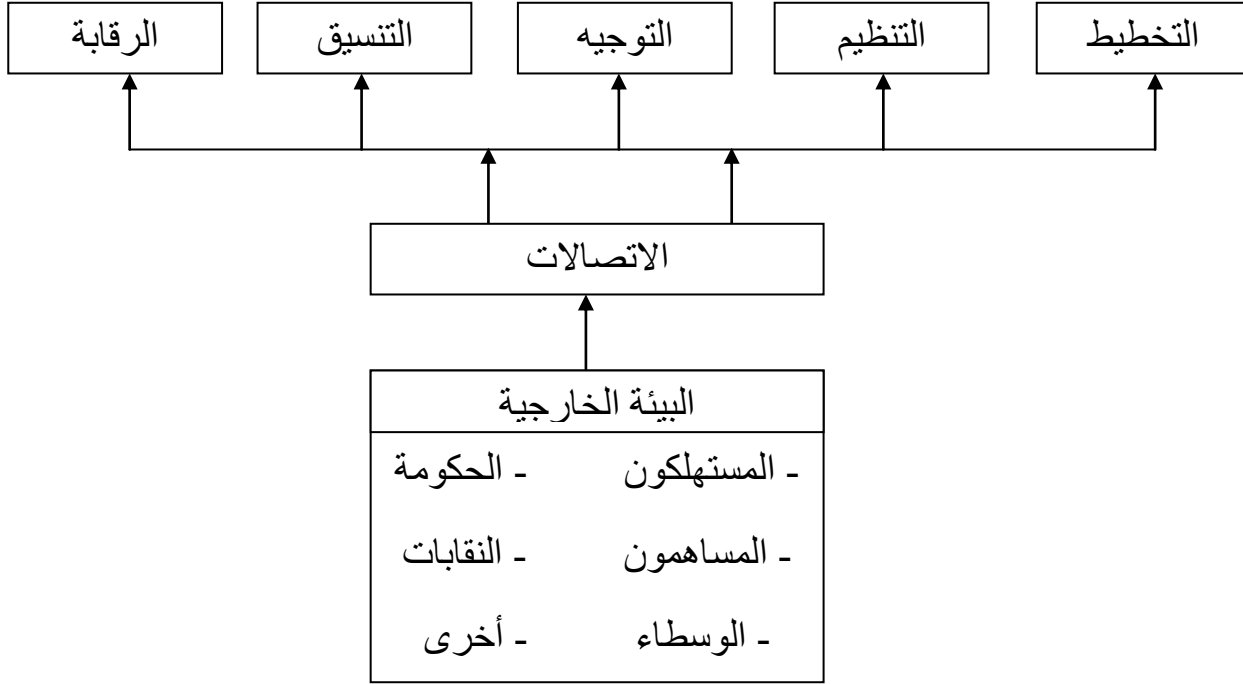 التخطيط
التنظيم
التوجيه
التنسيق
الرقابة
الاتصالات
البيئة الخارجية
- المستهلكون - الحكومة
- المساهمون - النقابات
- الوسطاء - أخرى